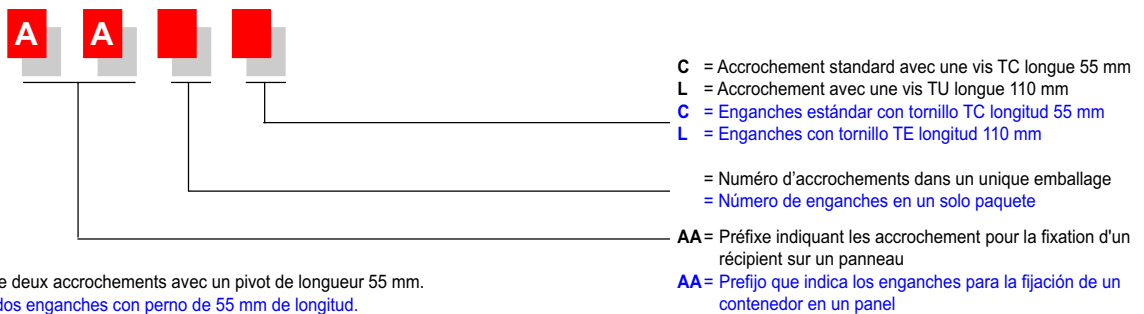 A A
C = Accrochement standard avec une vis TC longue 55 mm
L = Accrochement avec une vis TU longue 110 mm
C = Enganches estándar con tornillo TC longitud 55 mm
L = Enganches con tornillo TE longitud 110 mm
= Numéro d'accrochements dans un unique emballage
= Número de enganches en un solo paquete
AA= Préfixe indiquant les accrochement pour la fixation d'un
récipient sur un panneau
AA= Prefijo que indica los enganches para la fijación de un
contenedor en un panel
e deux accrochements avec un pivot de longueur 55 mm.
dos enganches con perno de 55 mm de longitud.